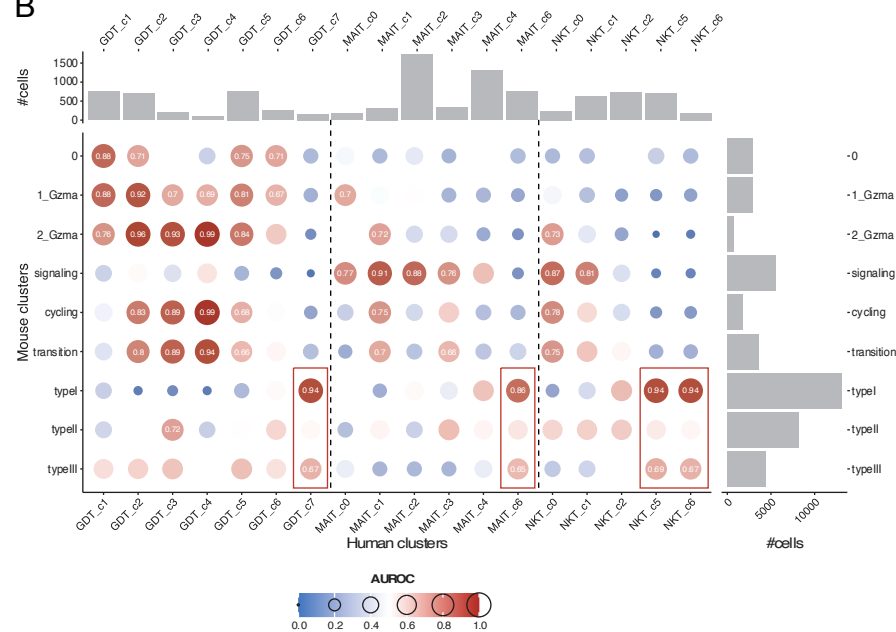 B
GDT_c1 GDT_c2 GDT_c3 GDT_c4 GDT_c5 GDT_c6 GDT_c7 MAIT_c0 MAIT_c1 MAIT_c2 MAIT_c3 MAIT_c4 MAIT_c6 NKT_c0 NKT_c1 NKT_c2 NKT_c5 NKT_c6
#cells
1500
1000
500
0
Mouse clusters
0 0.88 0.71 0.75 0.71 0
1_Gzma 0.88 0.92 0.7 0.69 0.81 0.67 0.7 1_Gzma
2_Gzma 0.76 0.96 0.93 0.99 0.84 0.72 0.73 2_Gzma
signaling 0.77 0.91 0.88 0.76 0.87 0.81 signaling
cycling 0.83 0.89 0.99 0.68 0.75 0.78 cycling
transition 0.8 0.89 0.94 0.66 0.7 0.66 0.75 transition
typeI 0.94 0.86 0.94 0.94 typeI
typeII 0.72 typeII
typeIII 0.67 0.65 0.69 0.67 typeIII
GDT_c1 GDT_c2 GDT_c3 GDT_c4 GDT_c5 GDT_c6 GDT_c7 MAIT_c0 MAIT_c1 MAIT_c2 MAIT_c3 MAIT_c4 MAIT_c6 NKT_c0 NKT_c1 NKT_c2 NKT_c5 NKT_c6
0 5000 10000
Human clusters
#cells
AUROC
0.0 0.2 0.4 0.6 0.8 1.0